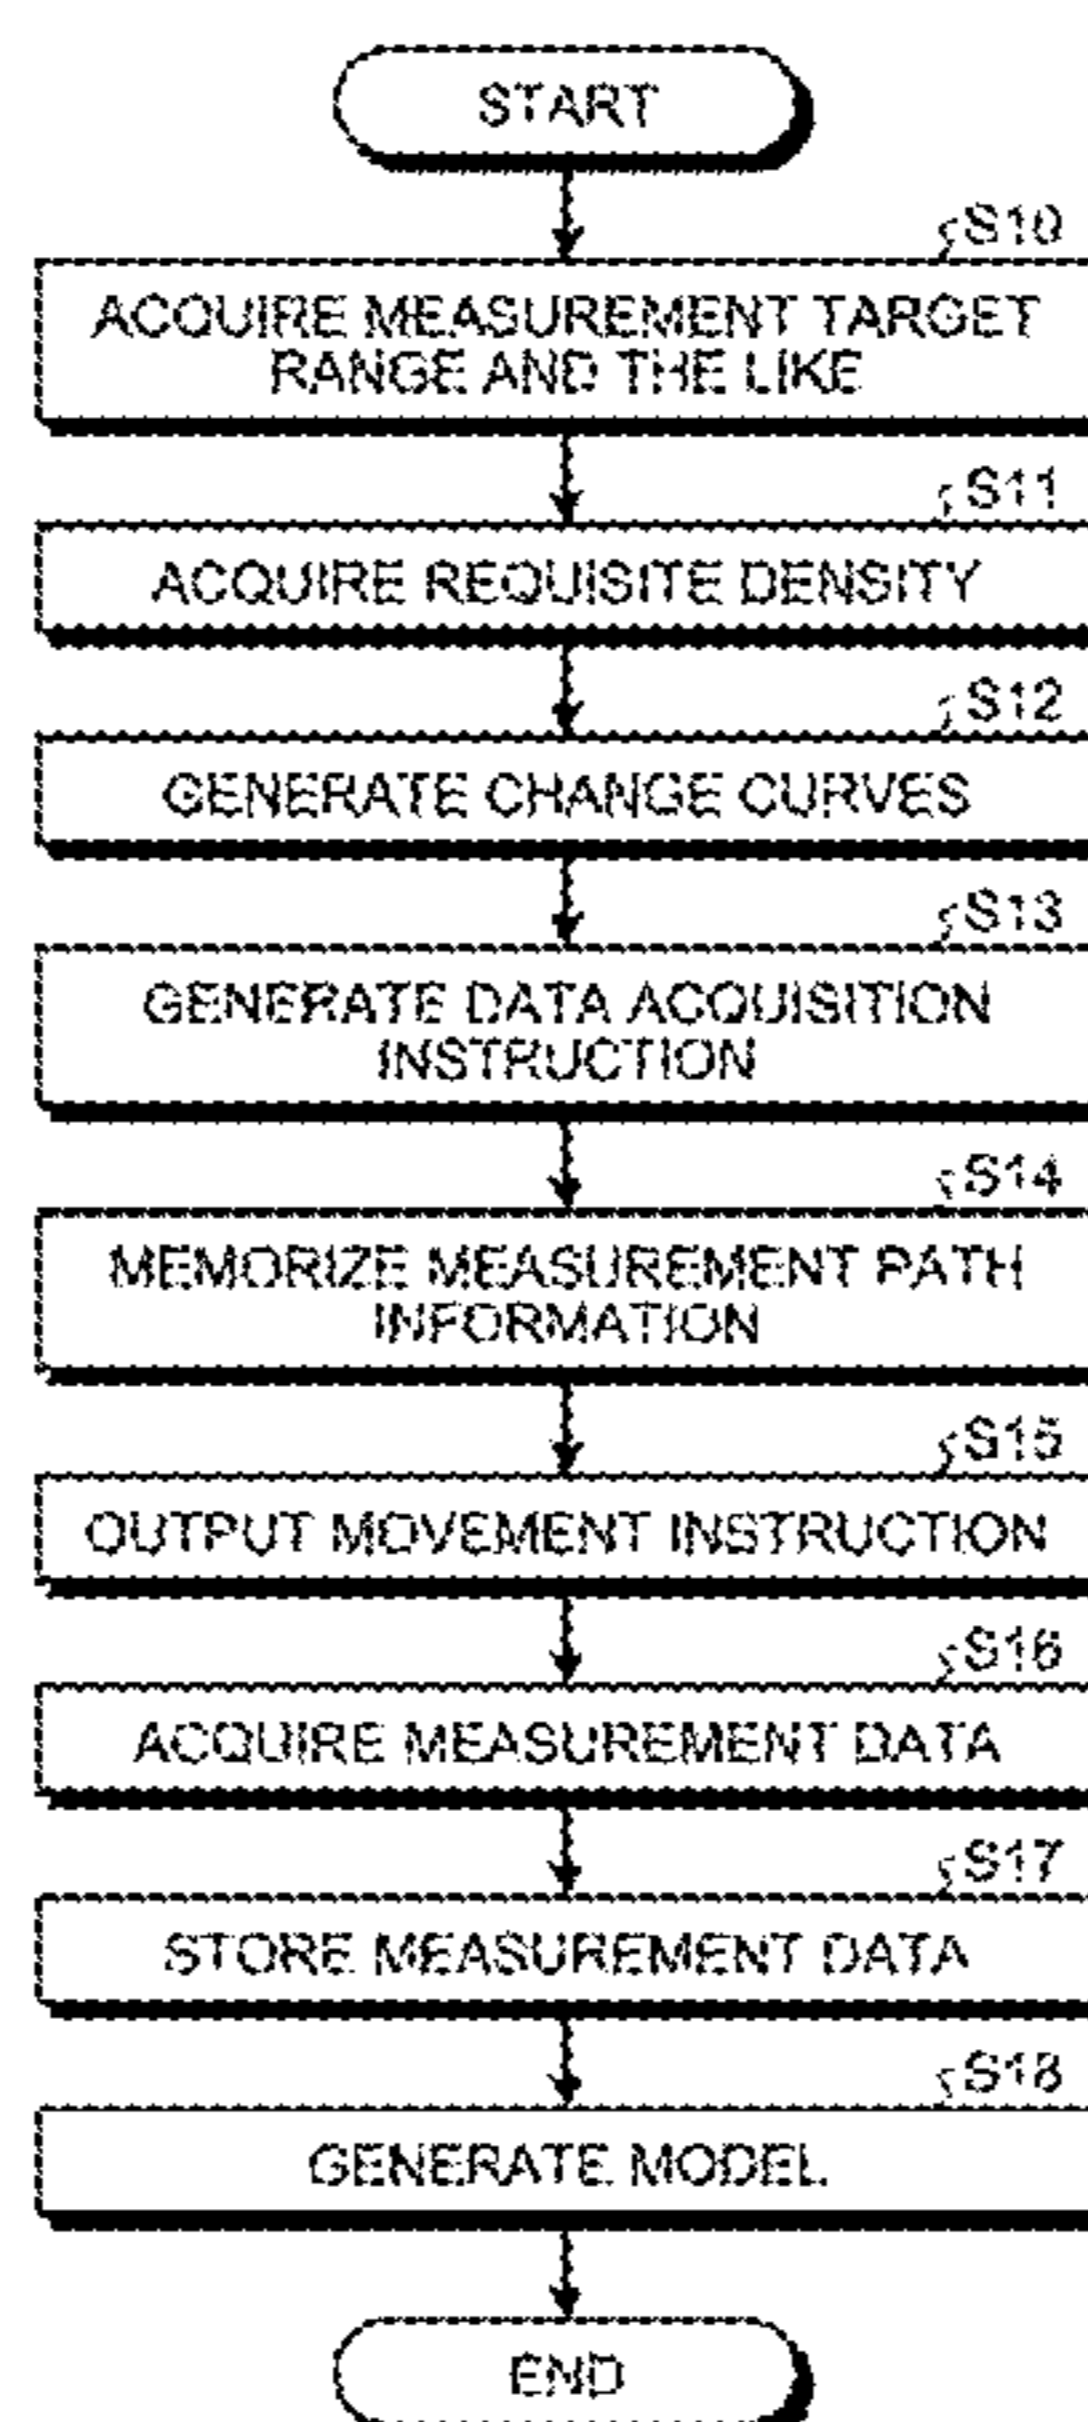 START
S10
ACQUIRE MEASUREMENT TARGET
RANGE AND THE LIKE
S11
ACQUIRE REQUISITE DENSITY
S12
GENERATE CHANGE CURVES
S13
GENERATE DATA ACQUISITION
INSTRUCTION
S14
MEMORIZE MEASUREMENT PATH
INFORMATION
S15
OUTPUT MOVEMENT INSTRUCTION
S16
ACQUIRE MEASUREMENT DATA
S17
STORE MEASUREMENT DATA
S18
GENERATE MODEL
END